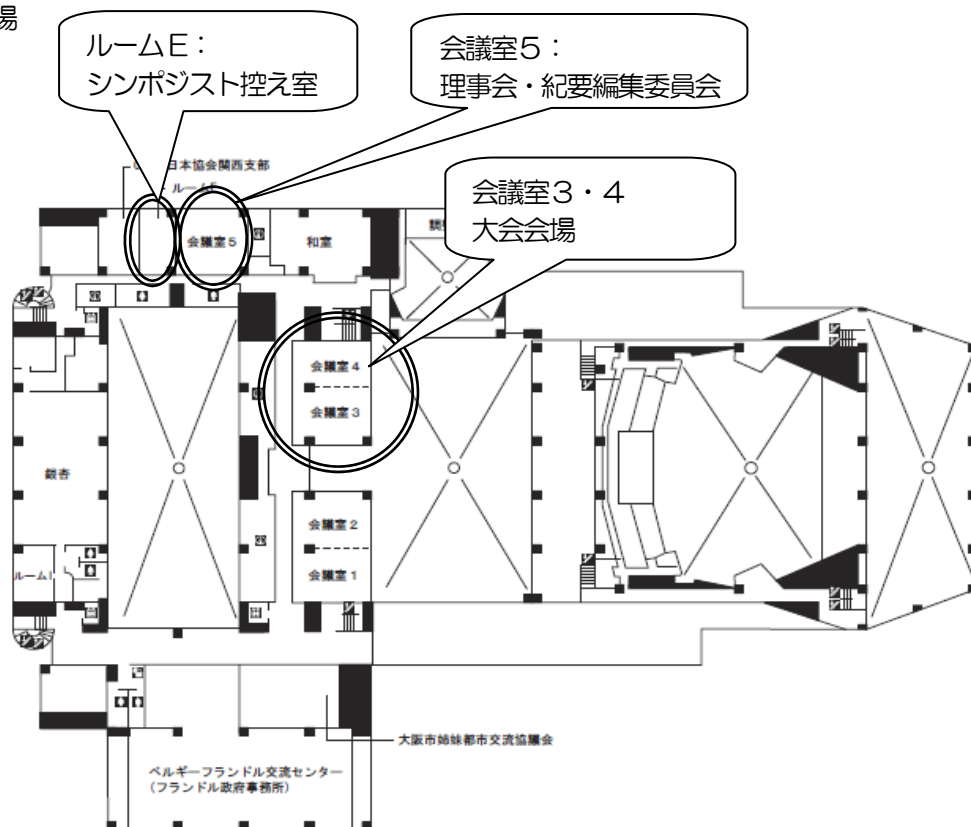 場
ルームE：
シンポジスト控え室
会議室５：
理事会・紀要編集委員会
会議室３・４
大会会場
日本協会関西支部
会議室５
和室
会議室４
会議室３
銀杏
会議室２
会議室１
大阪市姉妹都市交流協議会
ベルギーフランドル交流センター
(フランドル政府事務所)